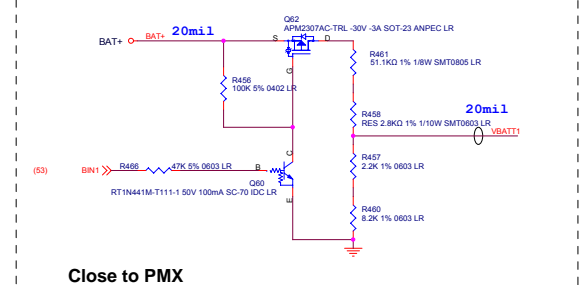 Q62
APM2307AC-TRL -30V -3A SOT-23 ANPEC LR
BAT+
BAT+
20mil
S
D
G
R461
51.1KΩ 1% 1/8W SMT0805 LR
R456
100K 5% 0402 LR
R458
RES 2.8KΩ 1% 1/10W SMT0603 LR
20mil
VBATT1
(53)
BIN1
R466
47K 5% 0603 LR
B
C
E
Q60
RT1N441M-T111-1 50V 100mA SC-70 IDC LR
R457
2.2K 1% 0603 LR
R460
8.2K 1% 0603 LR
Close to PMX